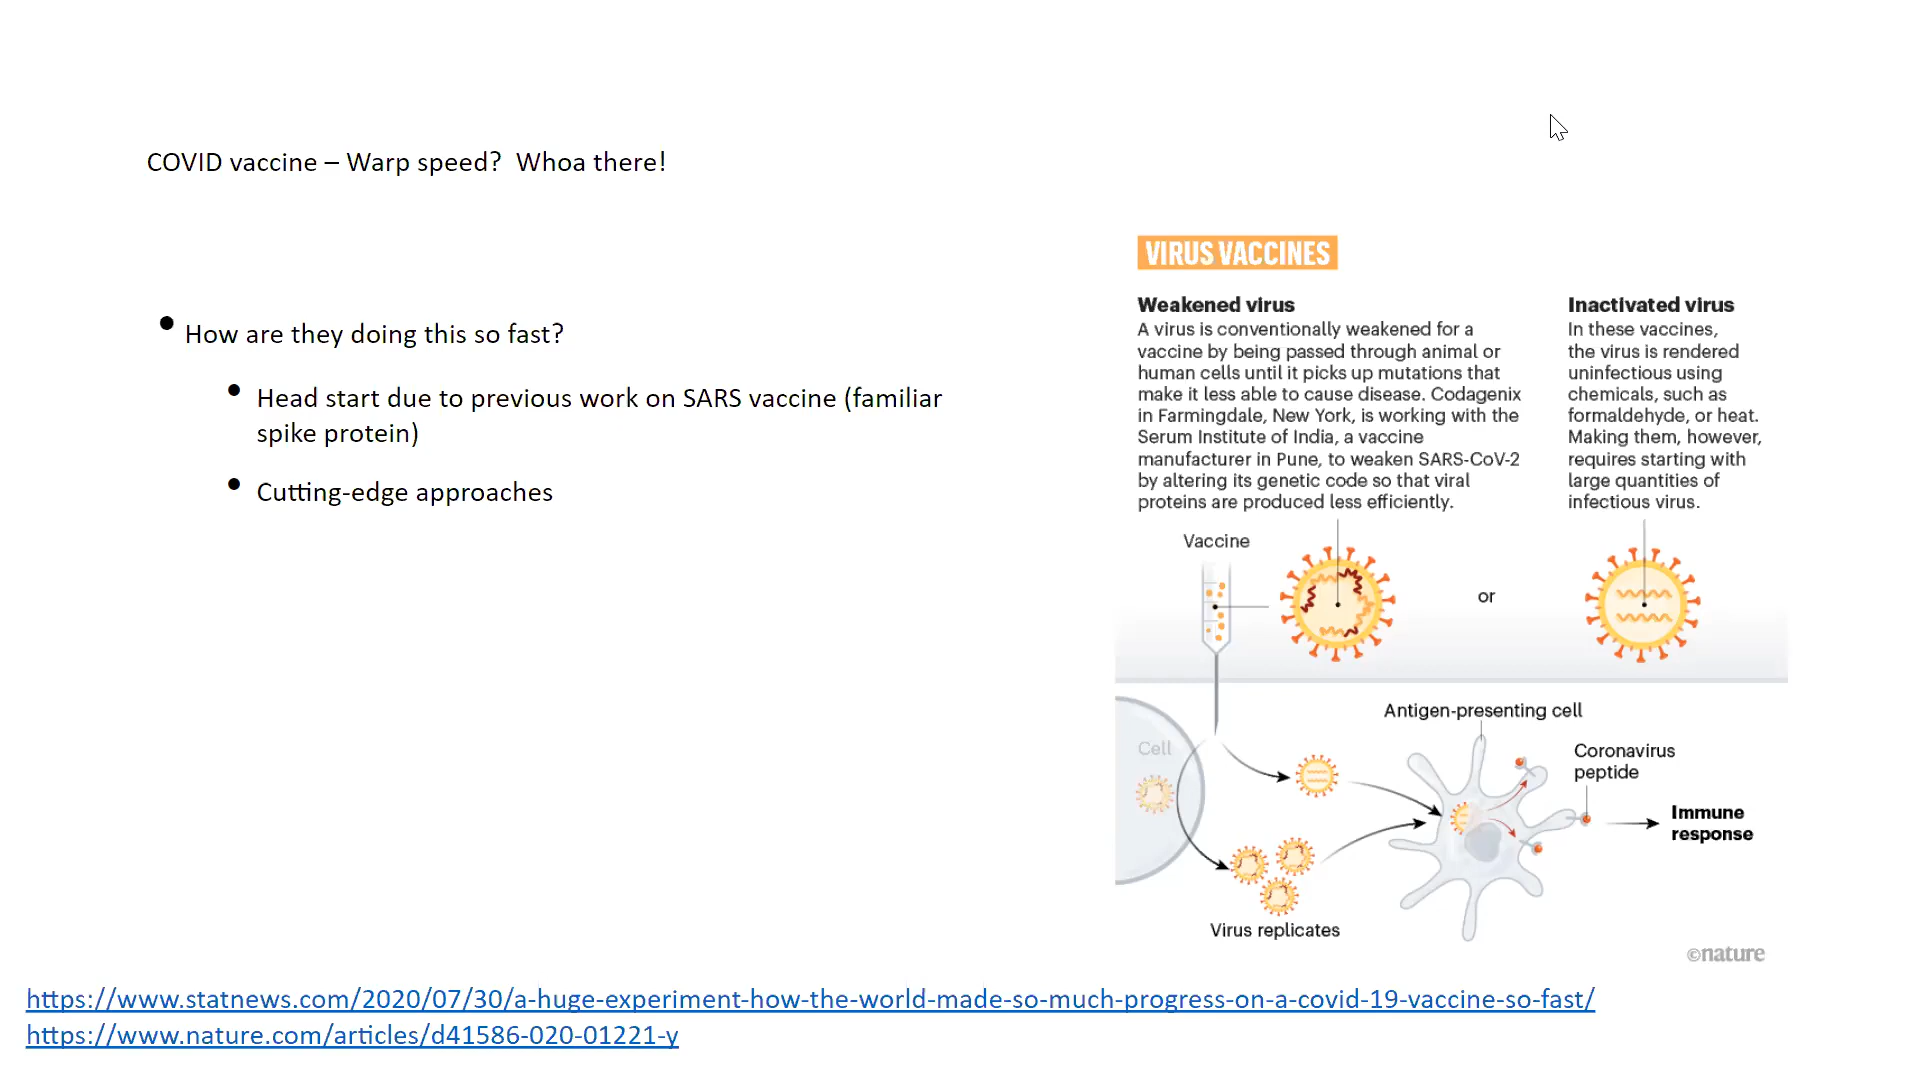 COVID vaccine – Warp speed?  Whoa there!
• How are they doing this so fast?
• Head start due to previous work on SARS vaccine (familiar
spike protein)
• Cutting-edge approaches
VIRUS VACCINES
Weakened virus
A virus is conventionally weakened for a
vaccine by being passed through animal or
human cells until it picks up mutations that
make it less able to cause disease. Codagenix
in Farmingdale, New York, is working with the
Serum Institute of India, a vaccine
manufacturer in Pune, to weaken SARS-CoV-2
by altering its genetic code so that viral
proteins are produced less efficiently.
Inactivated virus
In these vaccines,
the virus is rendered
uninfectious using
chemicals, such as
formaldehyde, or heat.
Making them, however,
requires starting with
large quantities of
infectious virus.
Vaccine
or
Antigen-presenting cell
Cell
Coronavirus
peptide
Immune
response
Virus replicates
©nature
https://www.statnews.com/2020/07/30/a-huge-experiment-how-the-world-made-so-much-progress-on-a-covid-19-vaccine-so-fast/
https://www.nature.com/articles/d41586-020-01221-y